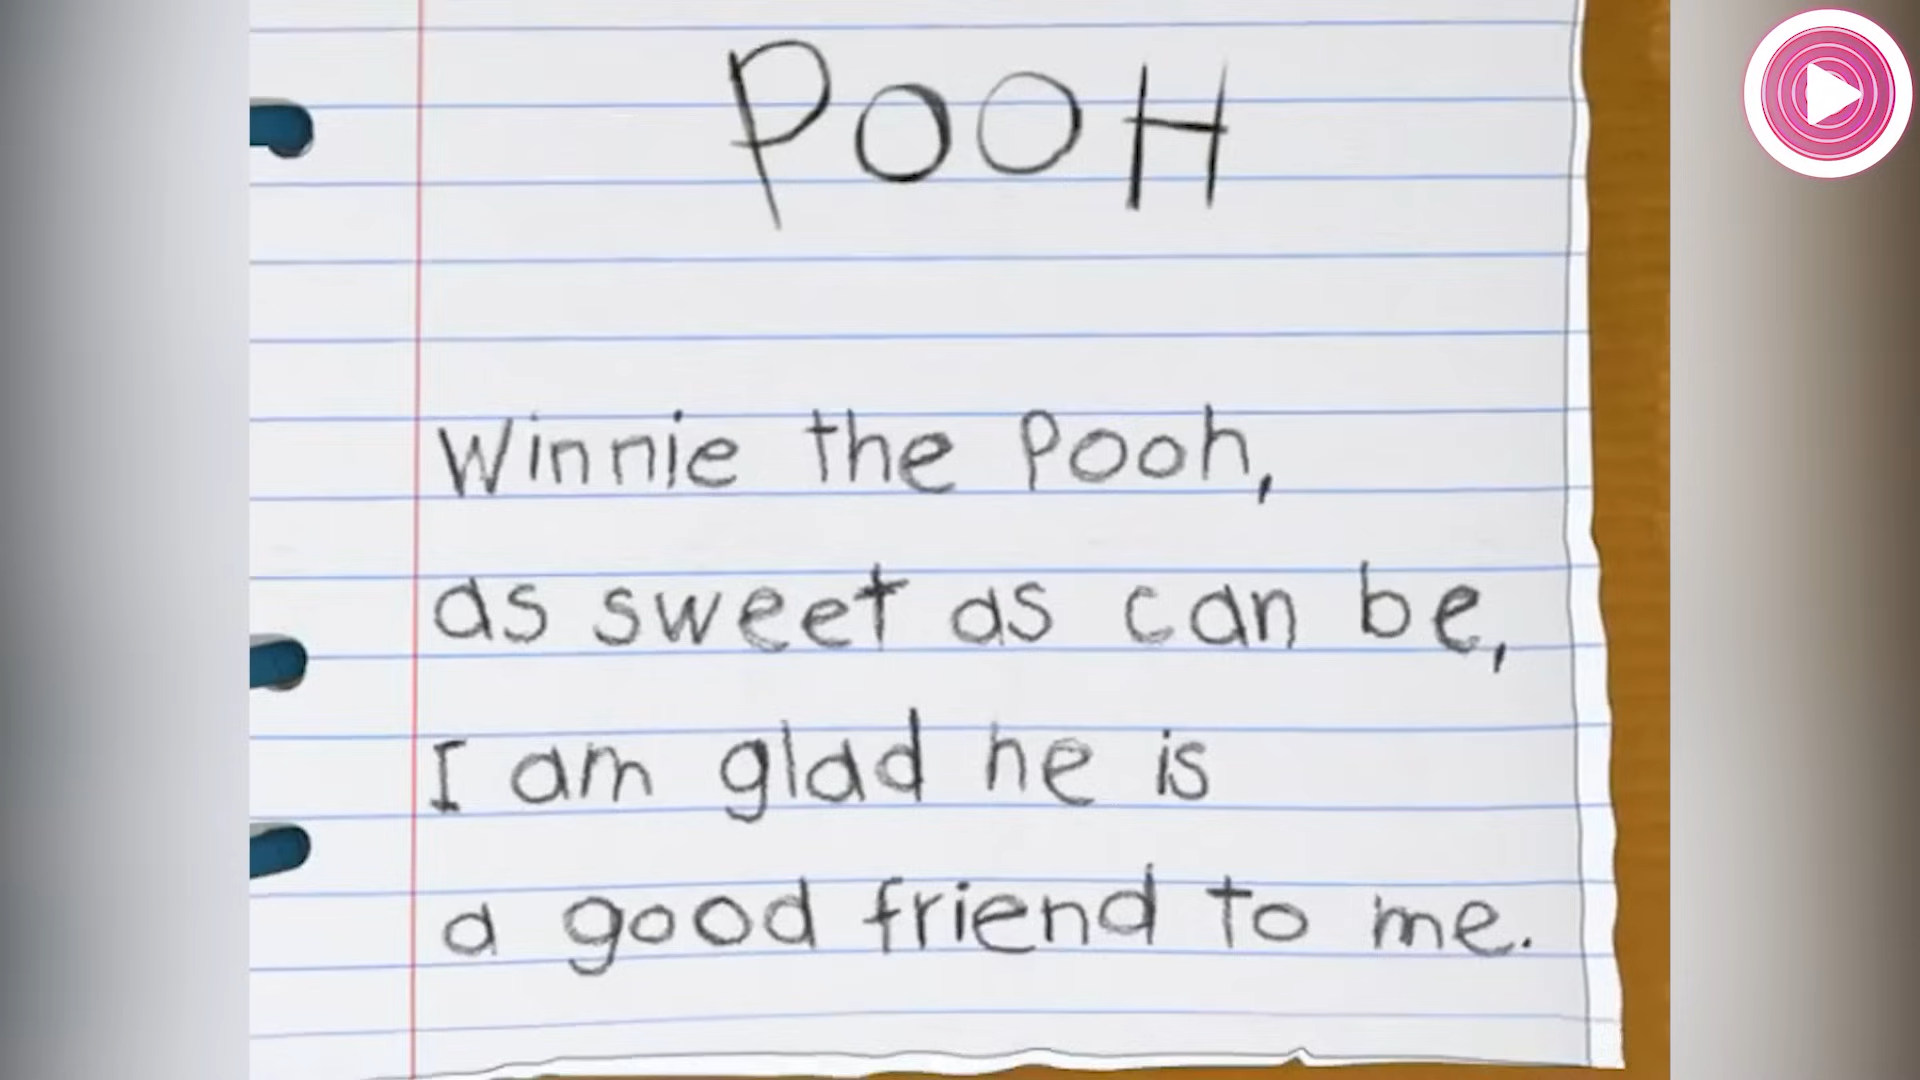 POOH
Winnie the Pooh,
as sweet as can be,
I am glad he is
a good friend to me.